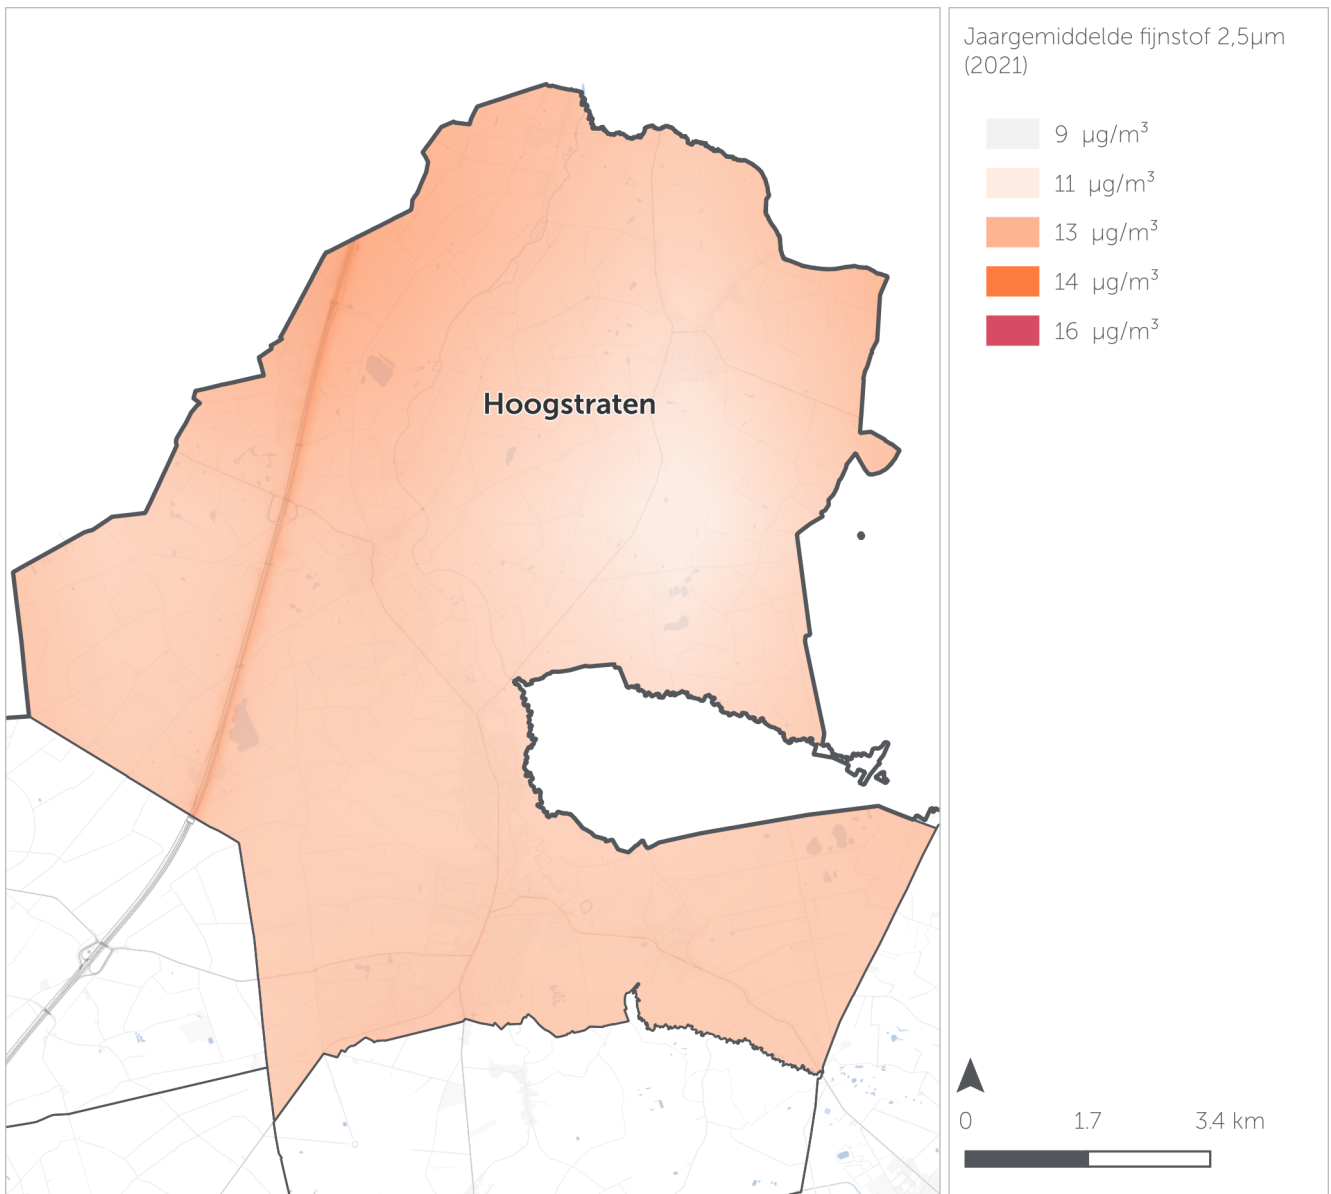 Jaargemiddelde fijnstof 2,5µm
(2021)
9 µg/m³
11 µg/m³
13 µg/m³
14 µg/m³
16 µg/m³
Hoogstraten
0 1.7 3.4 km